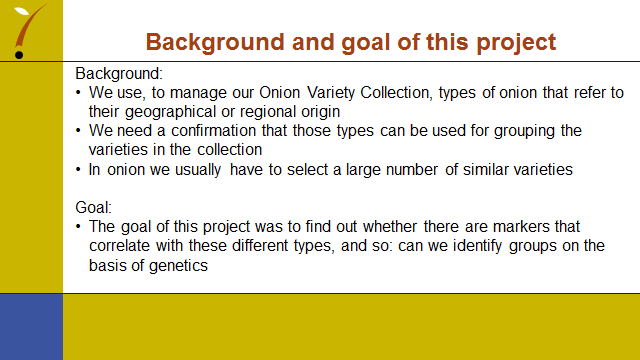 Background and goal of this project
Background:
• We use, to manage our Onion Variety Collection, types of onion that refer to
their geographical or regional origin
• We need a confirmation that those types can be used for grouping the
varieties in the collection
• In onion we usually have to select a large number of similar varieties
Goal:
• The goal of this project was to find out whether there are markers that
correlate with these different types, and so: can we identify groups on the
basis of genetics